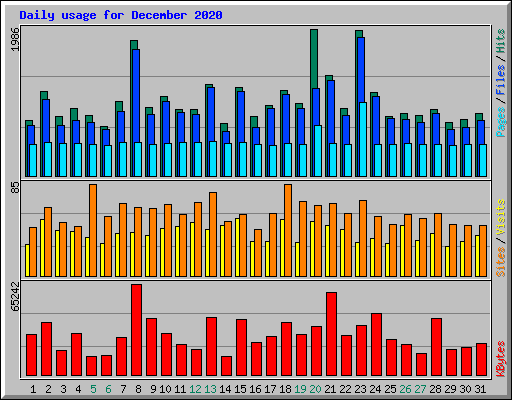 Daily usage for December 2020
1986
Pages / Files / Hits
85
Sites / Visits
65242
KBytes
1 2 3 4 5 6 7 8 9 10 11 12 13 14 15 16 17 18 19 20 21 22 23 24 25 26 27 28 29 30 31